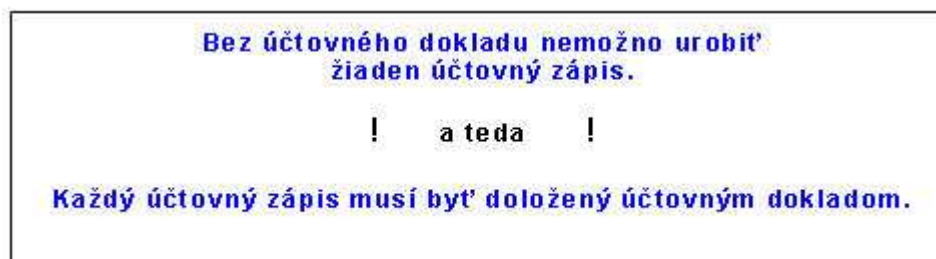 Bez účtovného dokladu nemožno urobiť
žiaden účtovný zápis.
! a teda !
Každý účtovný zápis musí byť doložený účtovným dokladom.